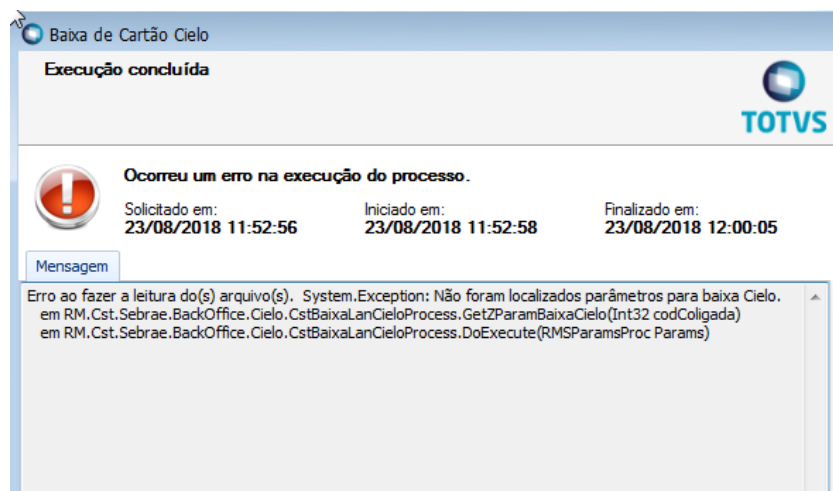 Baixa de Cartão Cielo
Execução concluída
TOTVS
Ocorreu um erro na execução do processo.
Solicitado em: Iniciado em: Finalizado em:
23/08/2018 11:52:56 23/08/2018 11:52:58 23/08/2018 12:00:05
Mensagem
Erro ao fazer a leitura do(s) arquivo(s).  System.Exception: Não foram localizados parâmetros para baixa Cielo.
em RM.Cst.Sebrae.BackOffice.Cielo.CstBaixaLanCieloProcess.GetZParamBaixaCielo(Int32 codColigada)
em RM.Cst.Sebrae.BackOffice.Cielo.CstBaixaLanCieloProcess.DoExecute(RMSParamsProc Params)